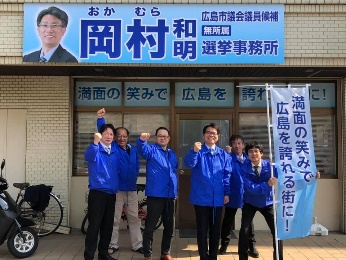 おか むら
岡村和明
広島市議会議員候補
無所属
選挙事務所
満面の笑みで 広島を誇れる街に!
満面の笑みで
広島を誇れる街に!